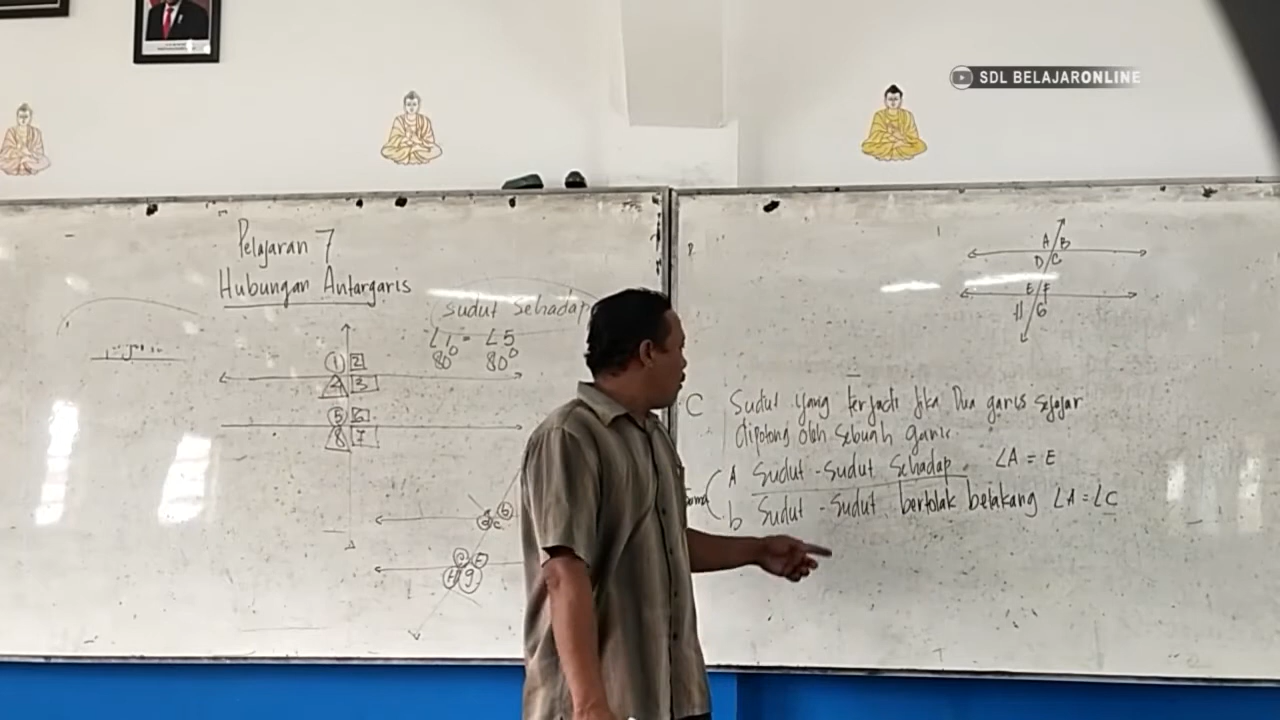 SDL BELAJARONLINE
Pelajaran 7
Hubungan Antargaris
sudut sehadap
∠1 = ∠5
80° 80°
1 2
4 3
5 6
8 7
A B
D C
E F
H G
C Sudut yang terjadi jika Dua garis sejajar
dipotong oleh sebuah garis.
A Sudut - Sudut Sehadap. ∠A = E
b Sudut - Sudut bertolak belakang ∠A = ∠C